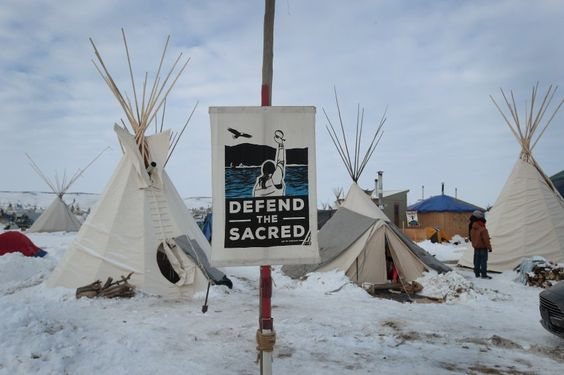 DEFEND
THE
SACRED